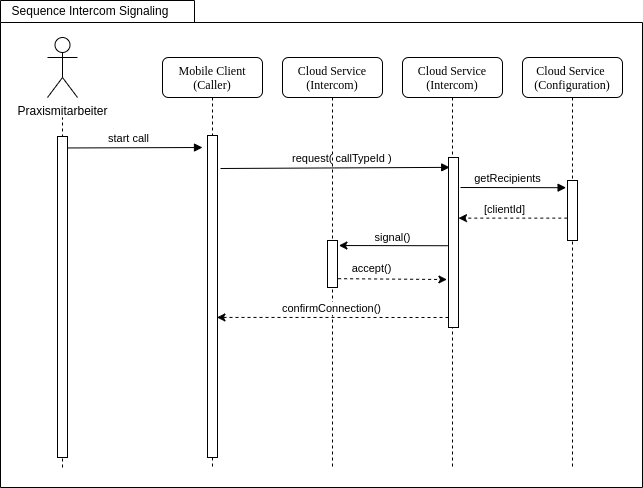 Sequence Intercom Signaling
Mobile Client
(Caller)
Cloud Service
(Intercom)
Cloud Service
(Intercom)
Cloud Service
(Configuration)
Praxismitarbeiter
start call
request( callTypeId )
getRecipients
[clientId]
signal()
accept()
confirmConnection()